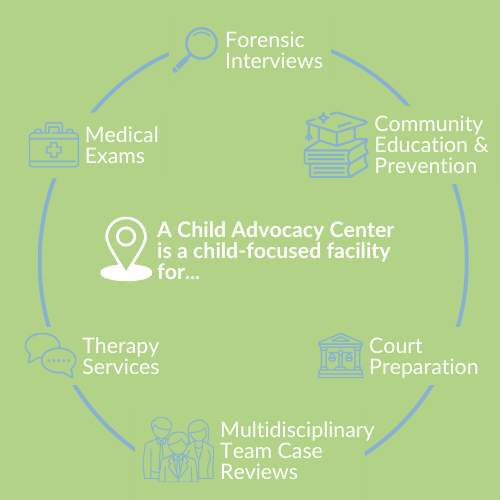 Forensic
Interviews
Community
Education &
Prevention
Medical
Exams
A Child Advocacy Center
is a child-focused facility
for...
Therapy
Services
Court
Preparation
Multidisciplinary
Team Case
Reviews